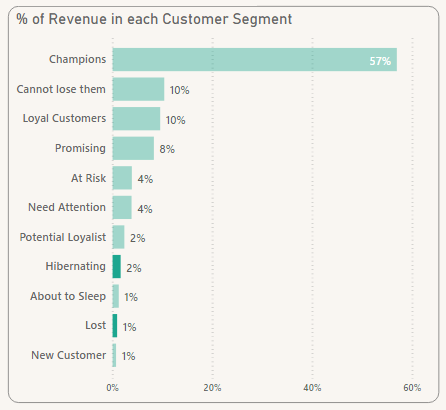 % of Revenue in each Customer Segment
Champions 57%
Cannot lose them 10%
Loyal Customers 10%
Promising 8%
At Risk 4%
Need Attention 4%
Potential Loyalist 2%
Hibernating 2%
About to Sleep 1%
Lost 1%
New Customer 1%
0% 20% 40% 60%